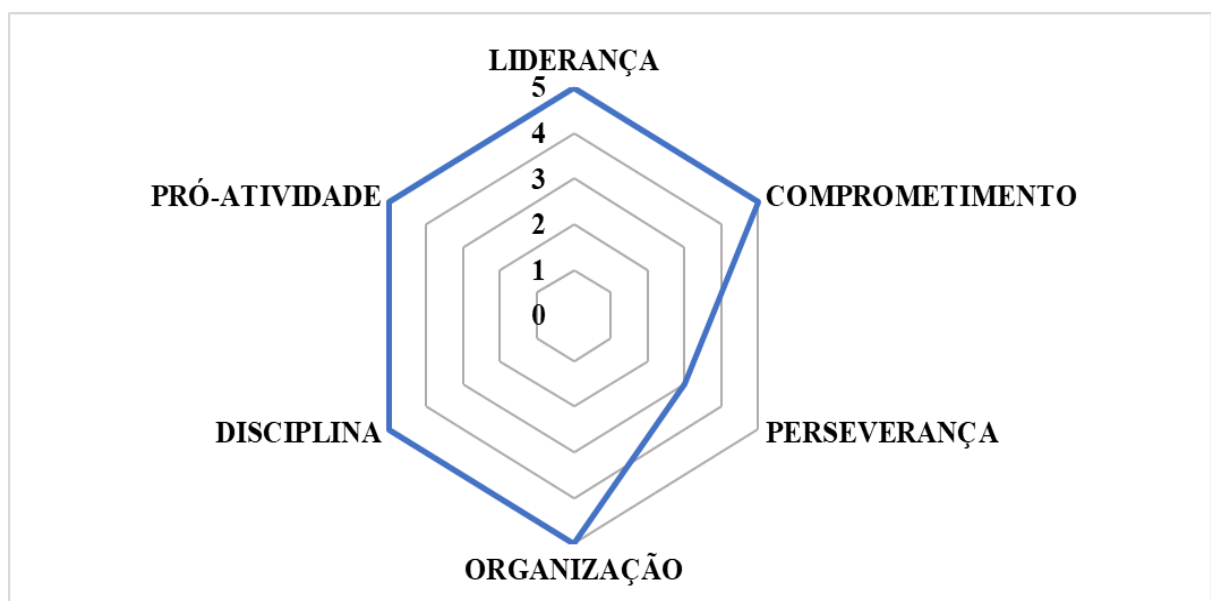 LIDERANÇA
5
4
3
2
1
0
PRÓ-ATIVIDADE
COMPROMETIMENTO
DISCIPLINA
PERSEVERANÇA
ORGANIZAÇÃO